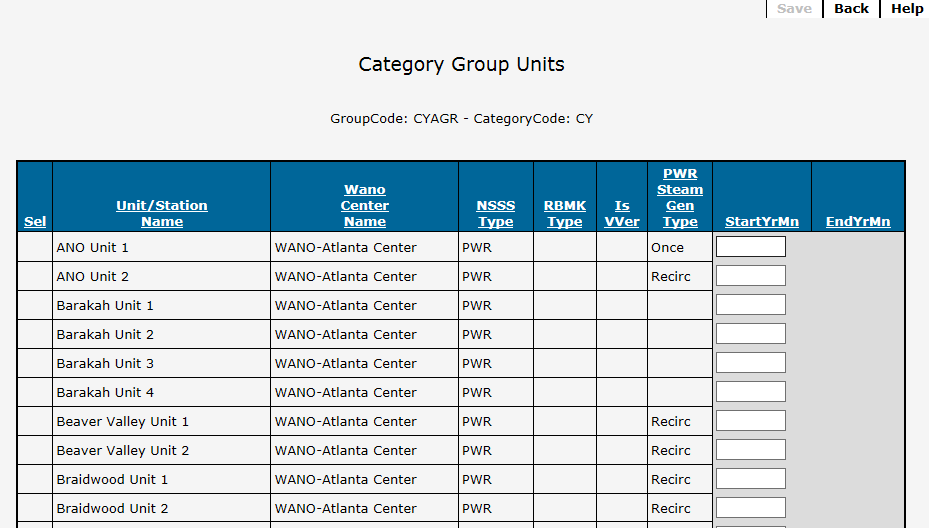 Save Back Help
Category Group Units
GroupCode: CYAGR - CategoryCode: CY
Sel Unit/Station Name Wano Center Name NSSS Type RBMK Type Is VVer PWR Steam Gen Type StartYrMn EndYrMn
ANO Unit 1 WANO-Atlanta Center PWR Once
ANO Unit 2 WANO-Atlanta Center PWR Recirc
Barakah Unit 1 WANO-Atlanta Center PWR
Barakah Unit 2 WANO-Atlanta Center PWR
Barakah Unit 3 WANO-Atlanta Center PWR
Barakah Unit 4 WANO-Atlanta Center PWR
Beaver Valley Unit 1 WANO-Atlanta Center PWR Recirc
Beaver Valley Unit 2 WANO-Atlanta Center PWR Recirc
Braidwood Unit 1 WANO-Atlanta Center PWR Recirc
Braidwood Unit 2 WANO-Atlanta Center PWR Recirc